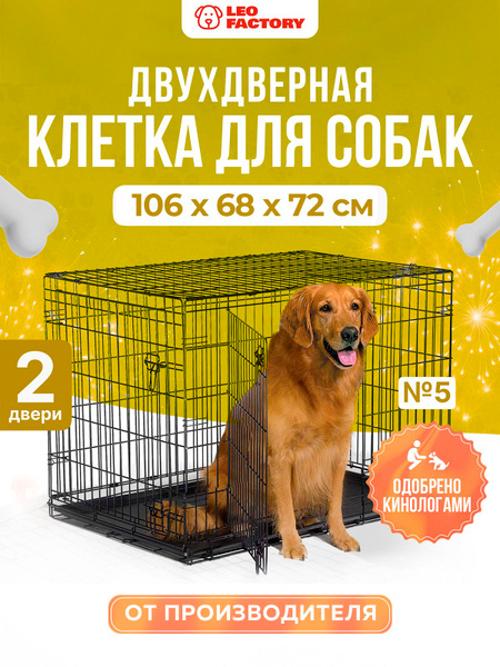 LEO
FACTORY
ДВУХДВЕРНАЯ
КЛЕТКА ДЛЯ СОБАК
106 x 68 x 72 см
2
двери
№5
ОДОБРЕНО
КИНОЛОГАМИ
ОТ ПРОИЗВОДИТЕЛЯ